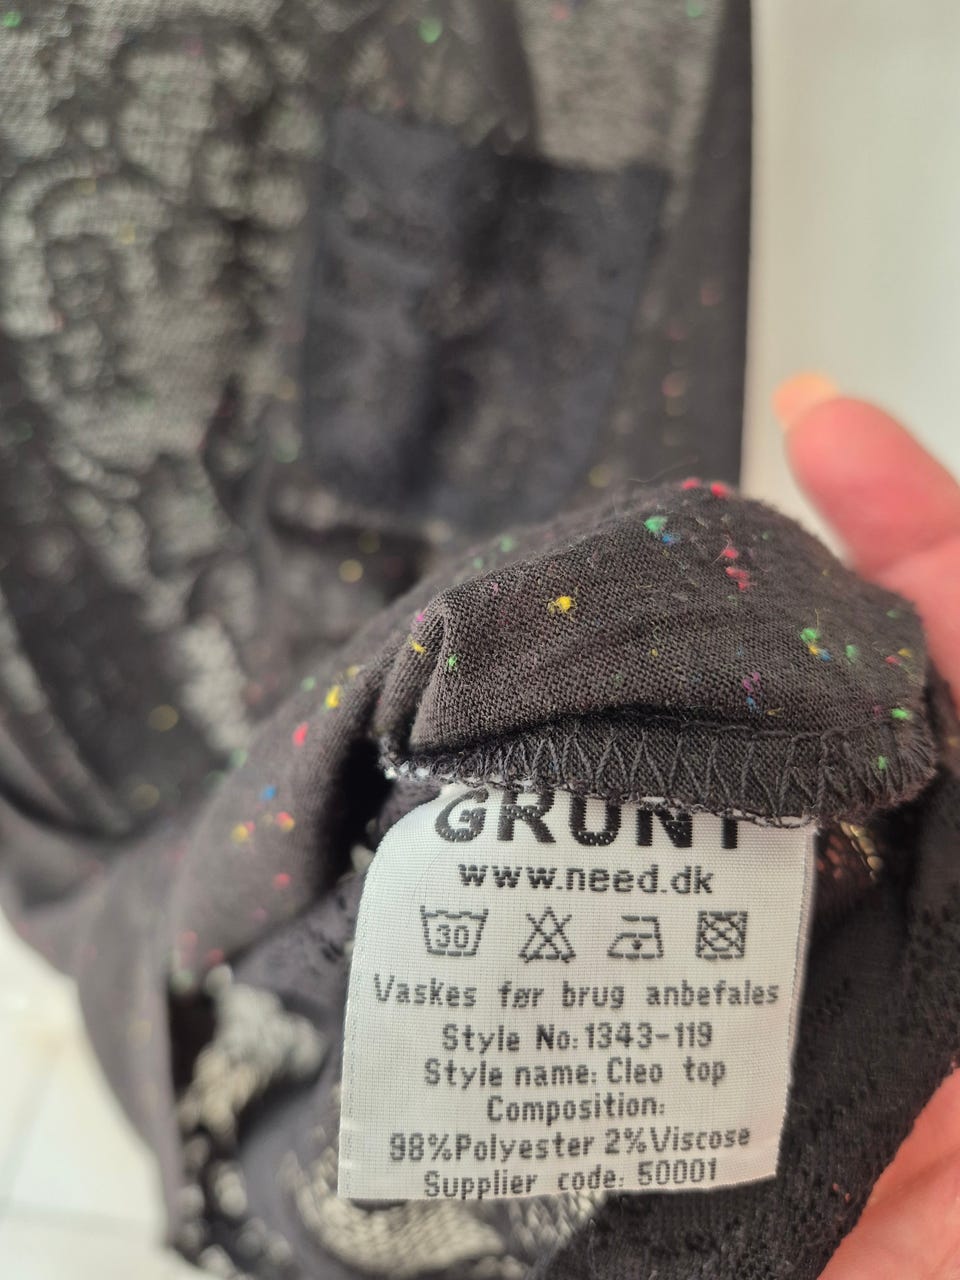 GRUNT
www.need.dk
30
Vaskes før brug anbefales
Style No: 1343-119
Style name: Cleo top
Composition:
98%Polyester 2%Viscose
Supplier code: 50001